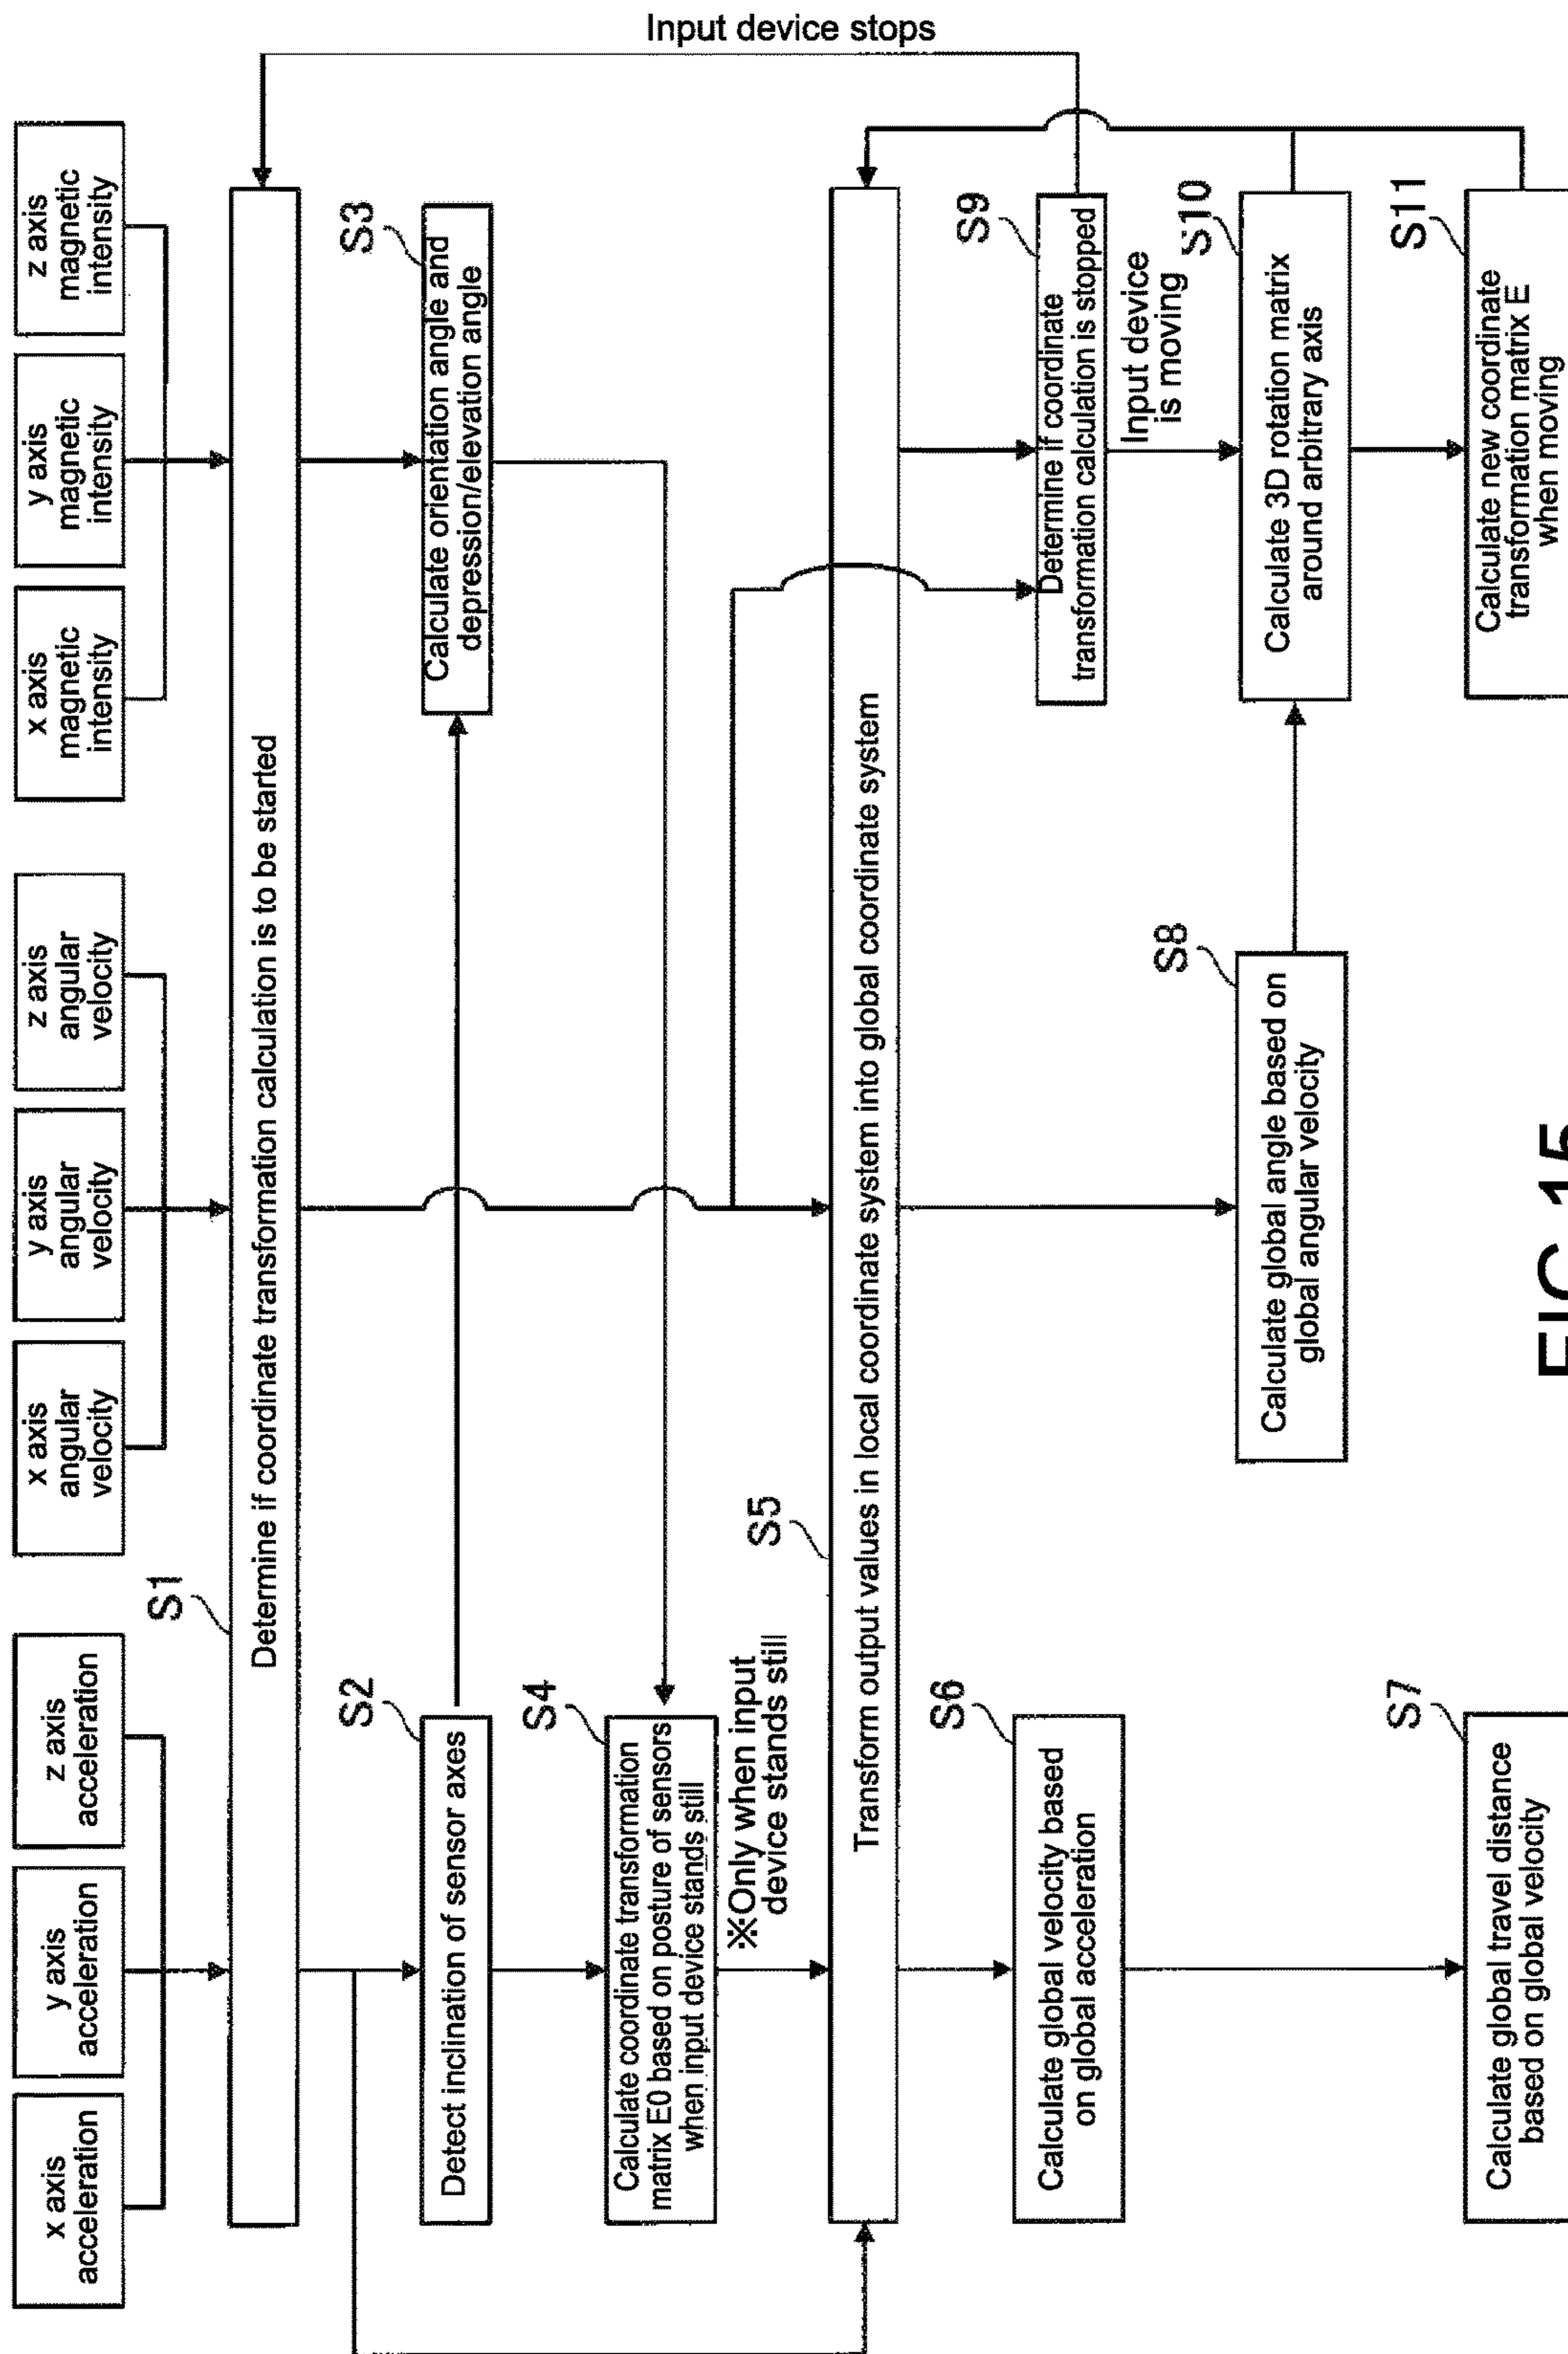 x axis
acceleration
y axis
acceleration
z axis
acceleration
x axis
angular
velocity
y axis
angular
velocity
z axis
angular
velocity
x axis
magnetic
intensity
y axis
magnetic
intensity
z axis
magnetic
intensity
S1
Determine if coordinate transformation calculation is to be started
Input device stops
S2
Detect inclination of sensor axes
S3
Calculate orientation angle and
depression/elevation angle
S4
Calculate coordinate transformation
matrix E0 based on posture of sensors
when input device stands still
※Only when input
device stands still
S5
Transform output values in local coordinate system into global coordinate system
S6
Calculate global velocity based
on global acceleration
S9
Determine if coordinate
transformation calculation is stopped
Input device
is moving
S8
Calculate global angle based on
global angular velocity
S10
Calculate 3D rotation matrix
around arbitrary axis
S7
Calculate global travel distance
based on global velocity
S11
Calculate new coordinate
transformation matrix E
when moving
FIG.15